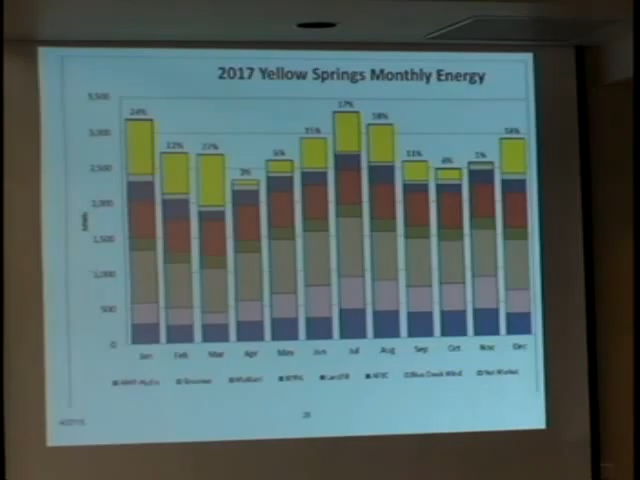 2017 Yellow Springs Monthly Energy
3,500
3,000
2,500
2,000
1,500
1,000
500
0
24% 22% 27% 3% 6% 15% 17% 18% 11% 6% 18%
Jan Feb Mar Apr May Jun Jul Aug Sep Oct Nov Dec
Landfill Blue Creek Wind Net Market